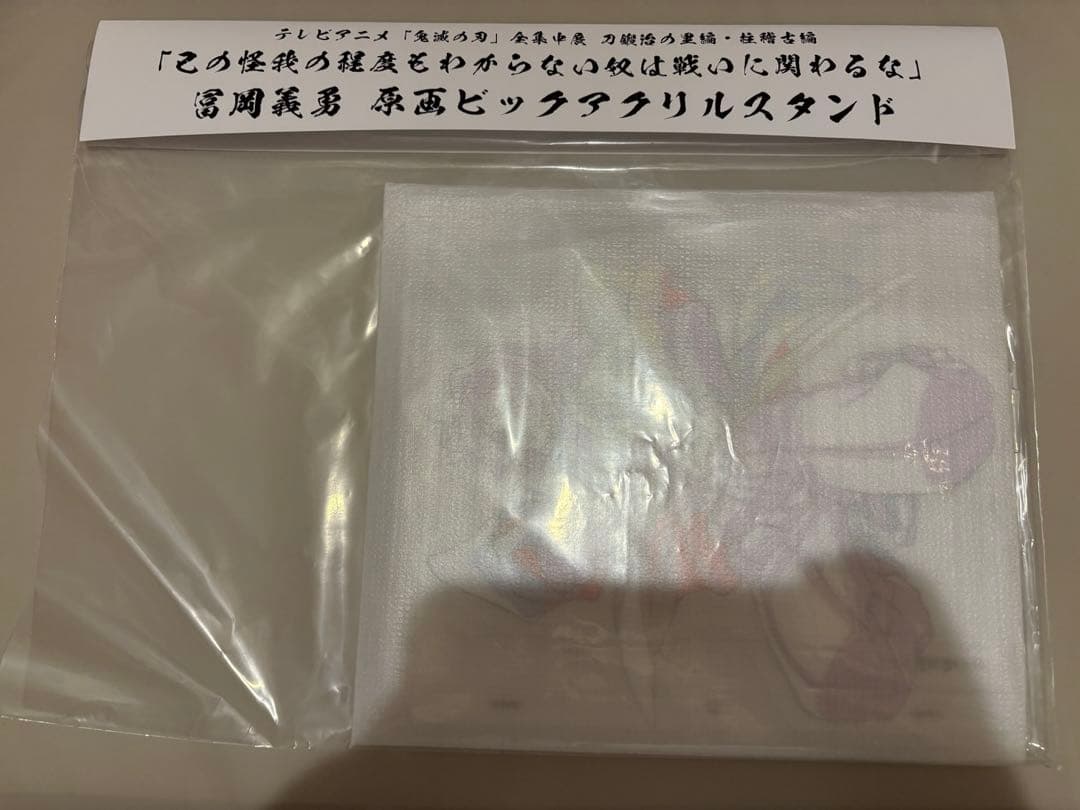 テレビアニメ「鬼滅の刃」全集中展 刀鍛冶の里編・柱稽古編
「己の怪我の程度もわからない奴は戦いに関わるな」
冨岡義勇 原画ビックアクリルスタンド